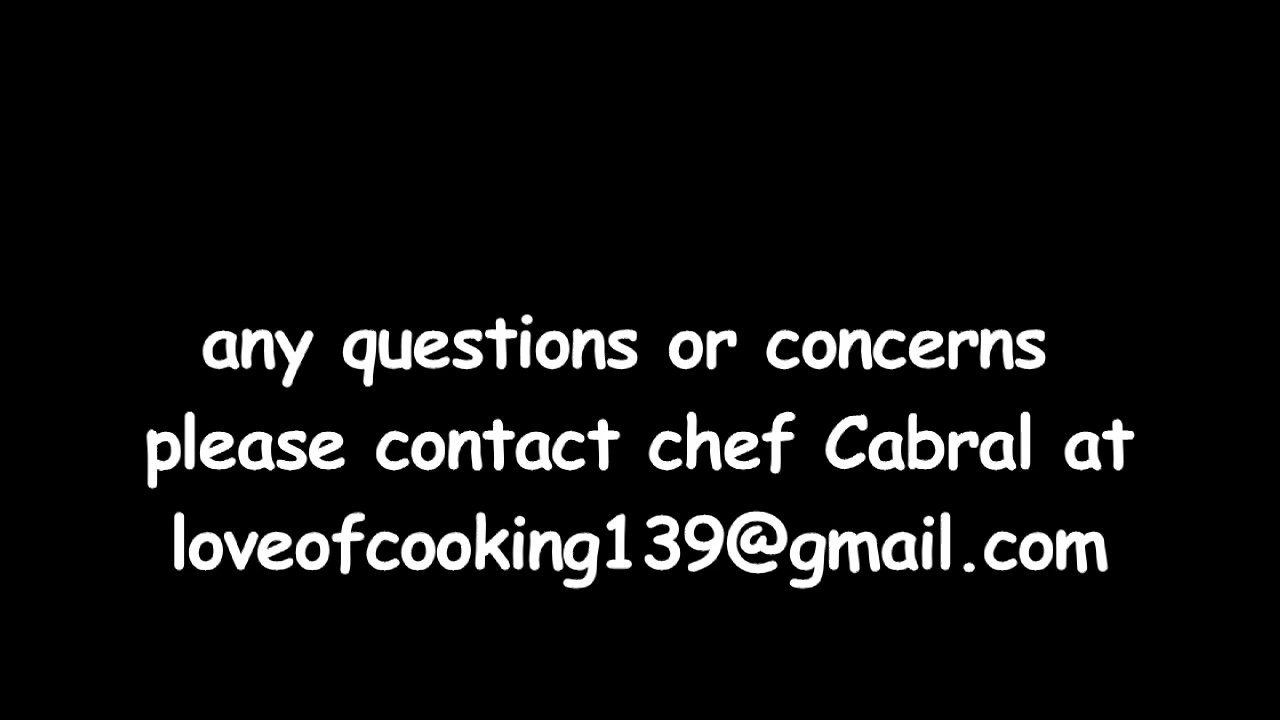 any questions or concerns
please contact chef Cabral at
loveofcooking139@gmail.com